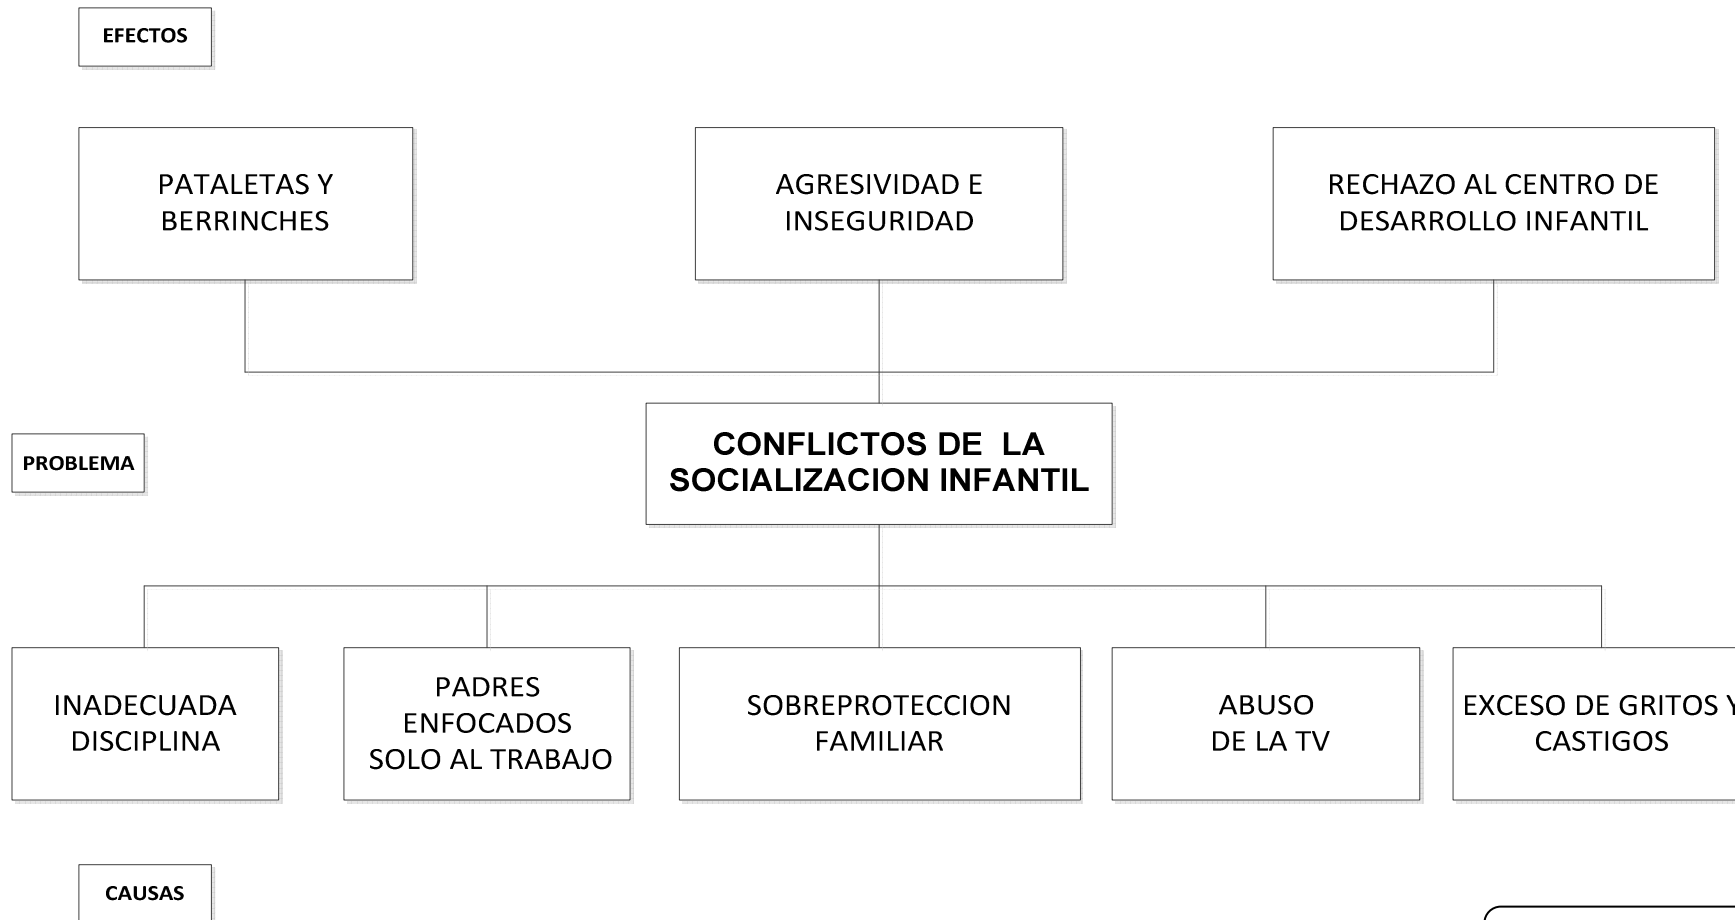 EFECTOS
PATALETAS Y
BERRINCHES
AGRESIVIDAD E
INSEGURIDAD
RECHAZO AL CENTRO DE
DESARROLLO INFANTIL
PROBLEMA
CONFLICTOS DE LA
SOCIALIZACION INFANTIL
INADECUADA
DISCIPLINA
PADRES
ENFOCADOS
SOLO AL TRABAJO
SOBREPROTECCION
FAMILIAR
ABUSO
DE LA TV
EXCESO DE GRITOS Y
CASTIGOS
CAUSAS